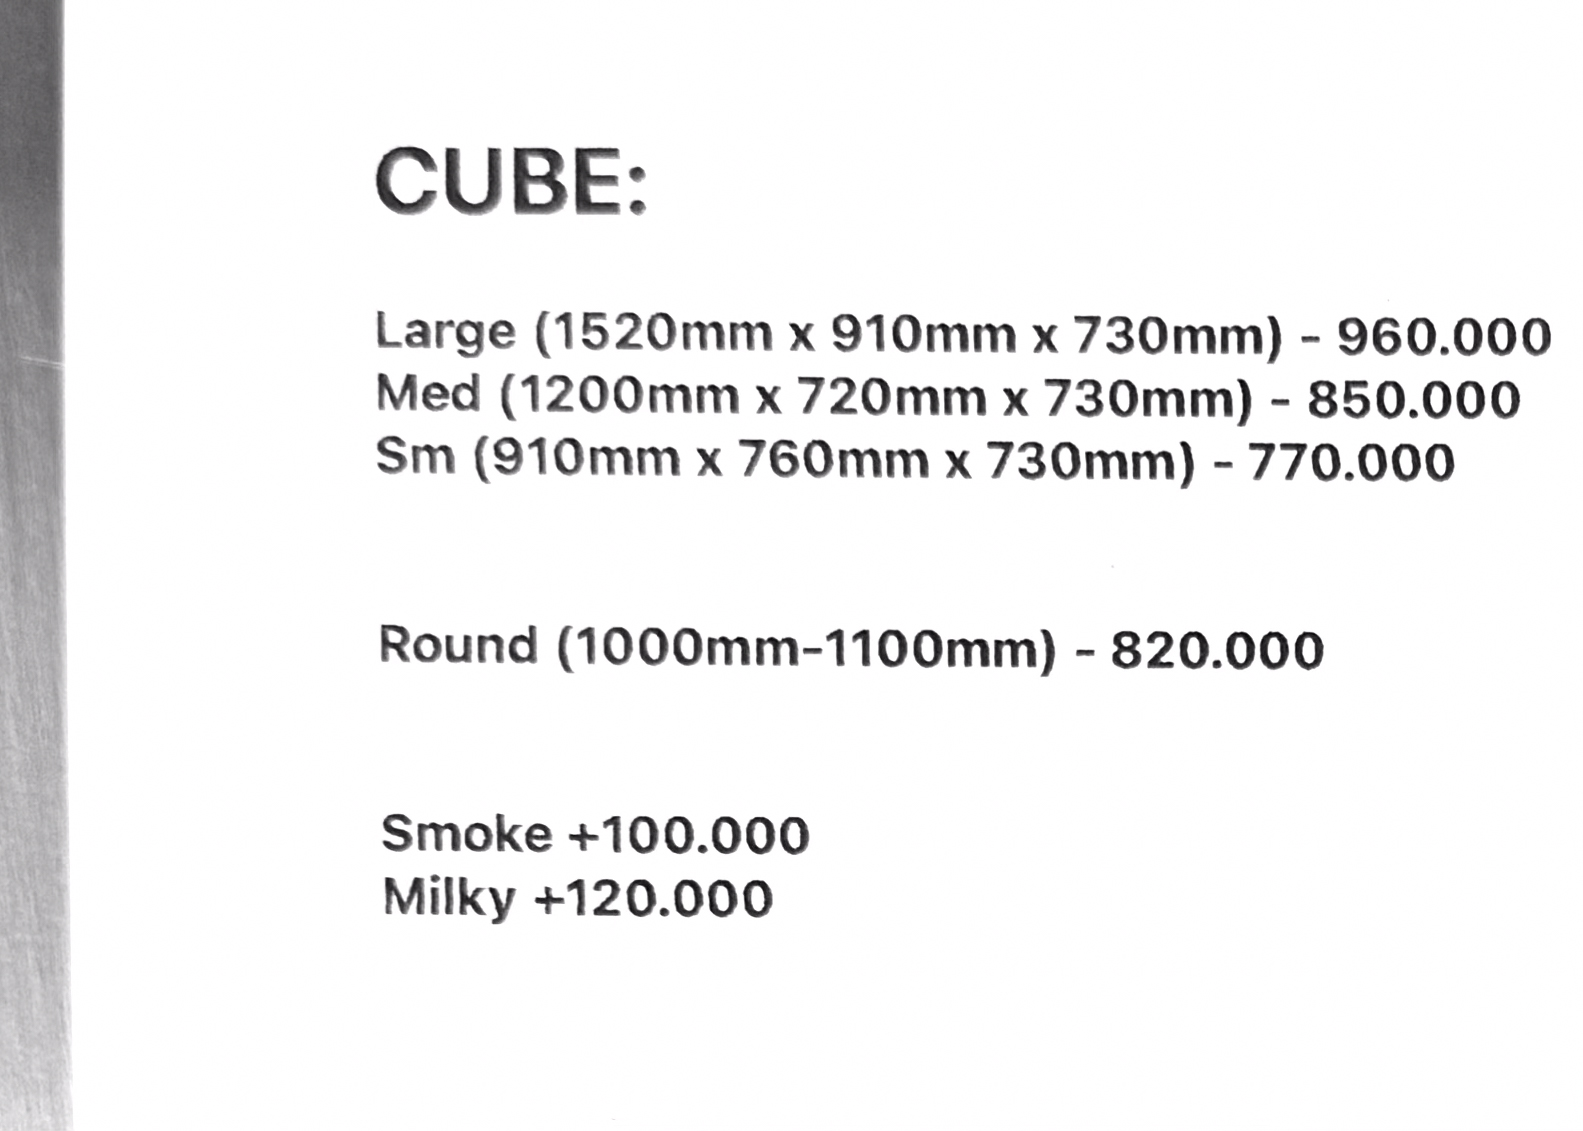 CUBE:
Large (1520mm x 910mm x 730mm) - 960.000
Med (1200mm x 720mm x 730mm) - 850.000
Sm (910mm x 760mm x 730mm) - 770.000
Round (1000mm-1100mm) - 820.000
Smoke +100.000
Milky +120.000